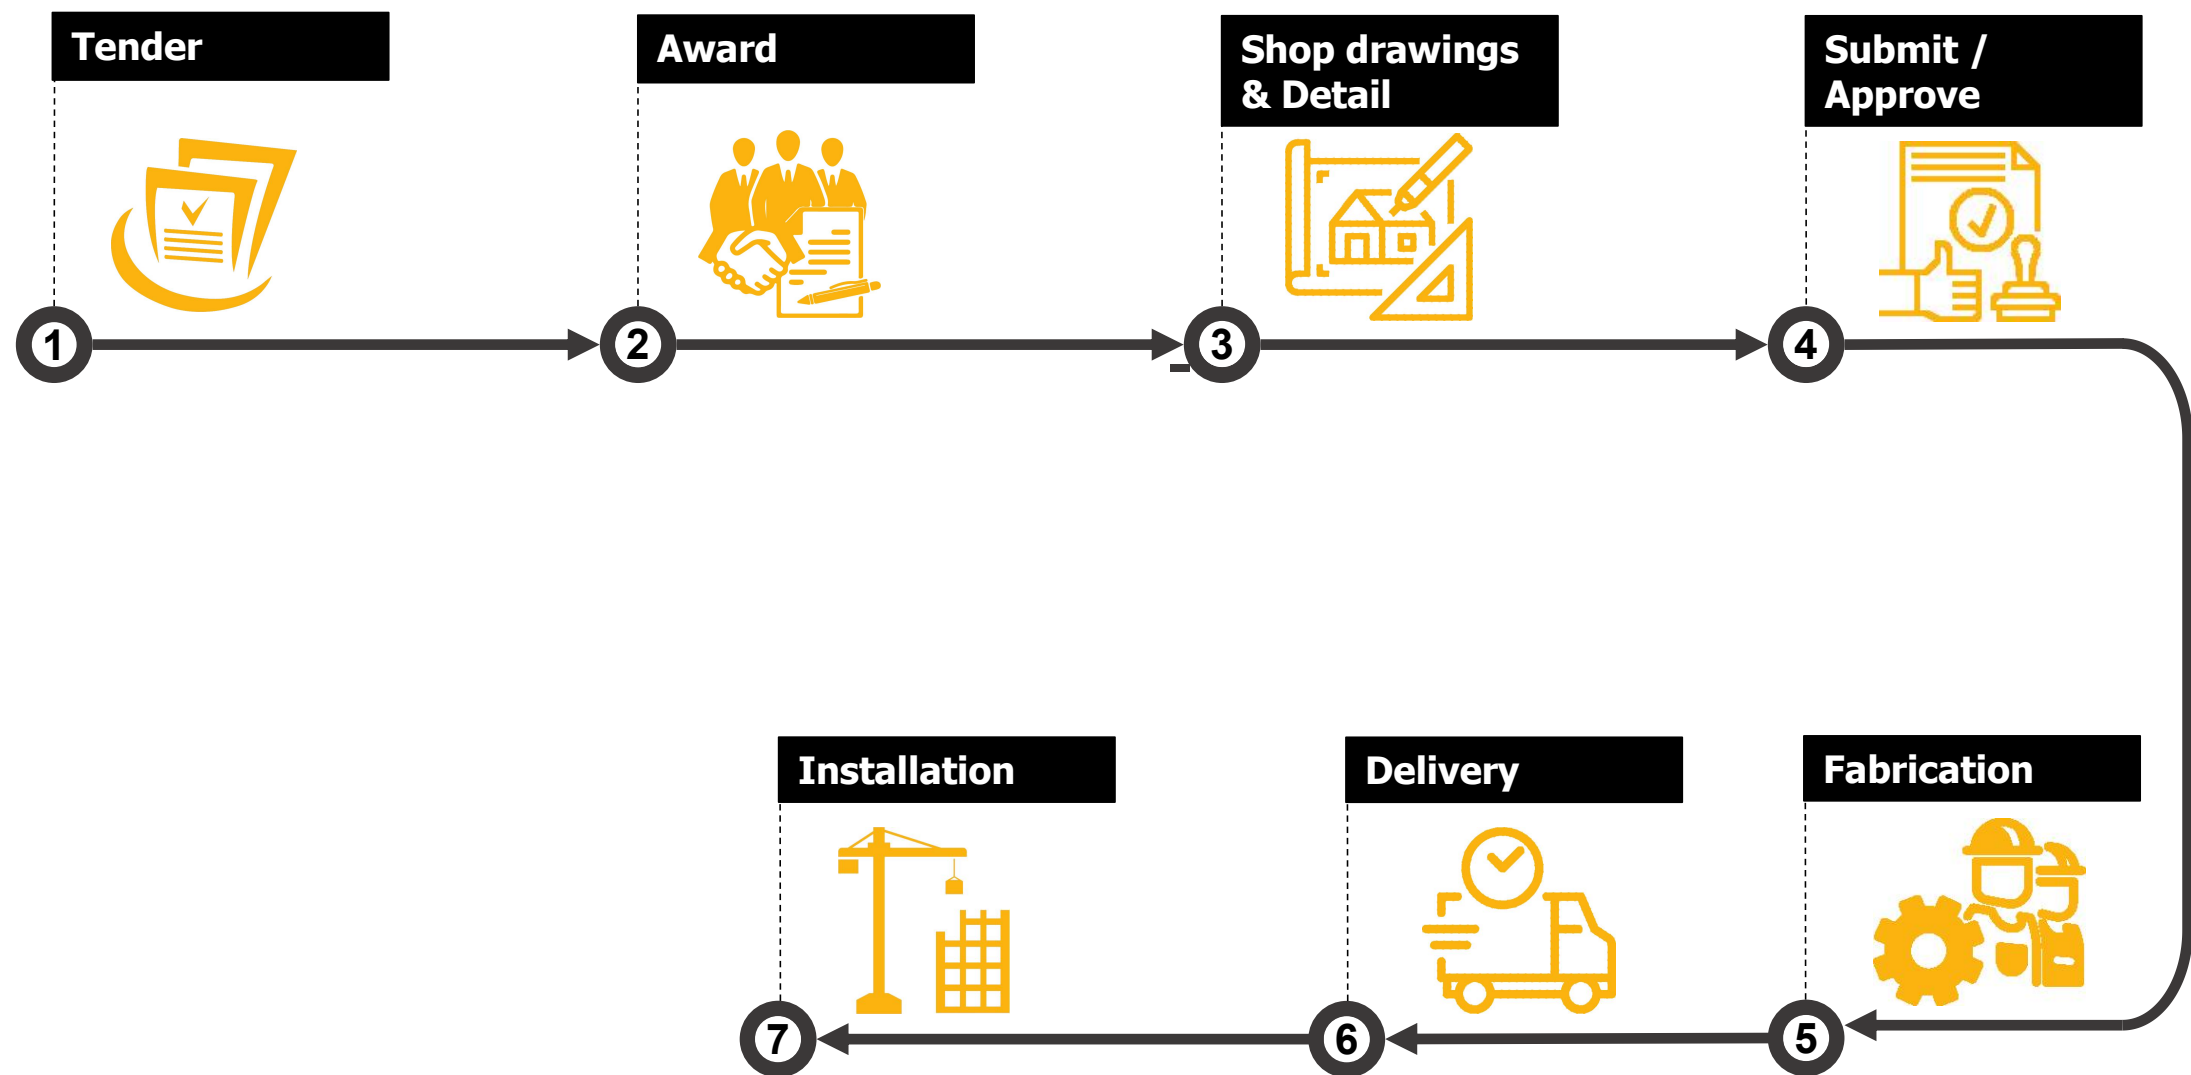 Tender
Award
Shop drawings
& Detail
Submit /
Approve
1
2
3
4
Installation
Delivery
Fabrication
7
6
5